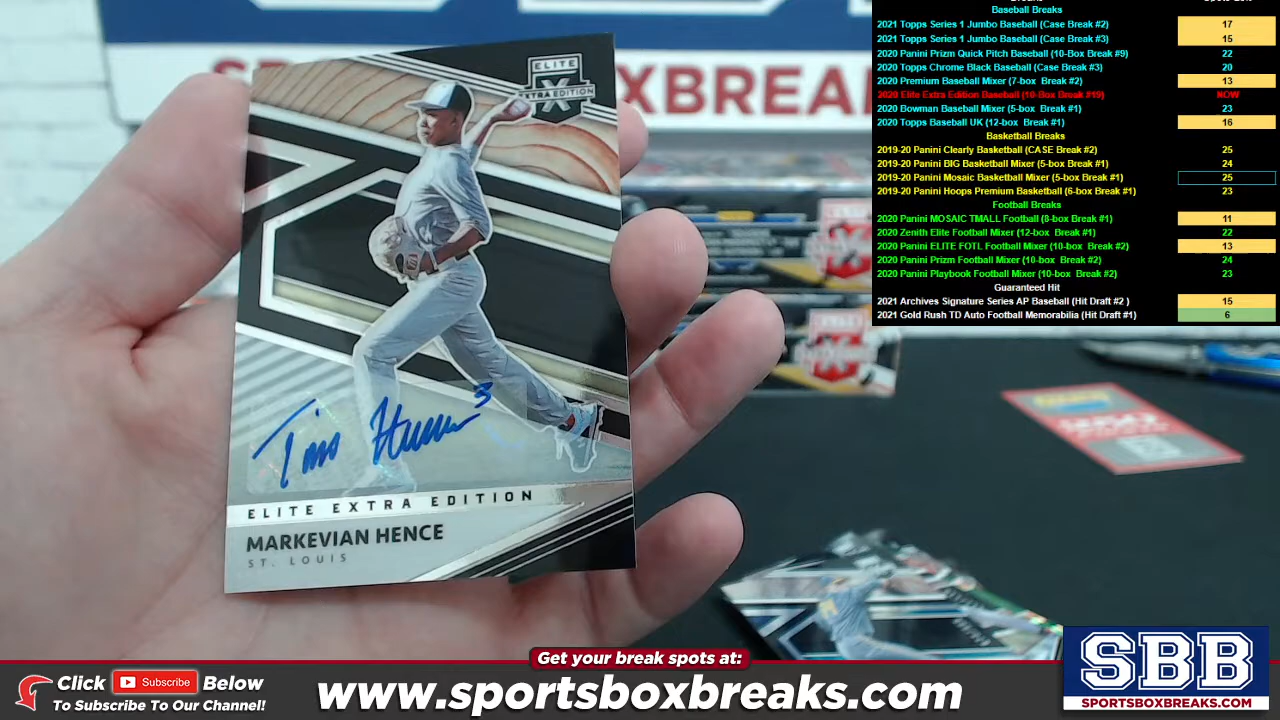 Baseball Breaks
2021 Topps Series 1 Jumbo Baseball (Case Break #2) 17
2021 Topps Series 1 Jumbo Baseball (Case Break #3) 15
2020 Panini Prizm Quick Pitch Baseball (10-Box Break #9) 22
2020 Topps Chrome Black Baseball (Case Break #3) 20
2020 Premium Baseball Mixer (7-box Break #2) 13
2020 Elite Extra Edition Baseball (10-Box Break #19) NOW
2020 Bowman Baseball Mixer (5-box Break #1) 23
2020 Topps Baseball UK (12-box Break #1) 16
Basketball Breaks
2019-20 Panini Clearly Basketball (CASE Break #2) 25
2019-20 Panini BIG Basketball Mixer (5-box Break #1) 24
2019-20 Panini Mosaic Basketball Mixer (5-box Break #1) 25
2019-20 Panini Hoops Premium Basketball (6-box Break #1) 23
Football Breaks
2020 Panini MOSAIC TMALL Football (8-box Break #1) 11
2020 Zenith Elite Football Mixer (12-box Break #1) 22
2020 Panini ELITE FOTL Football Mixer (10-box Break #2) 13
2020 Panini Prizm Football Mixer (10-box Break #2) 24
2020 Panini Playbook Football Mixer (10-box Break #2) 23
Guaranteed Hit
2021 Archives Signature Series AP Baseball (Hit Draft #2 ) 15
2021 Gold Rush TD Auto Football Memorabilia (Hit Draft #1) 6
OXBREA
ELITE
EXTRA EDITION
Tink Hence 3
ELITE EXTRA EDITION
MARKEVIAN HENCE
ST. LOUIS
Get your break spots at:
Click Subscribe Below
To Subscribe To Our Channel!
www.sportsboxbreaks.com
SBB
SPORTSBOXBREAKS.COM